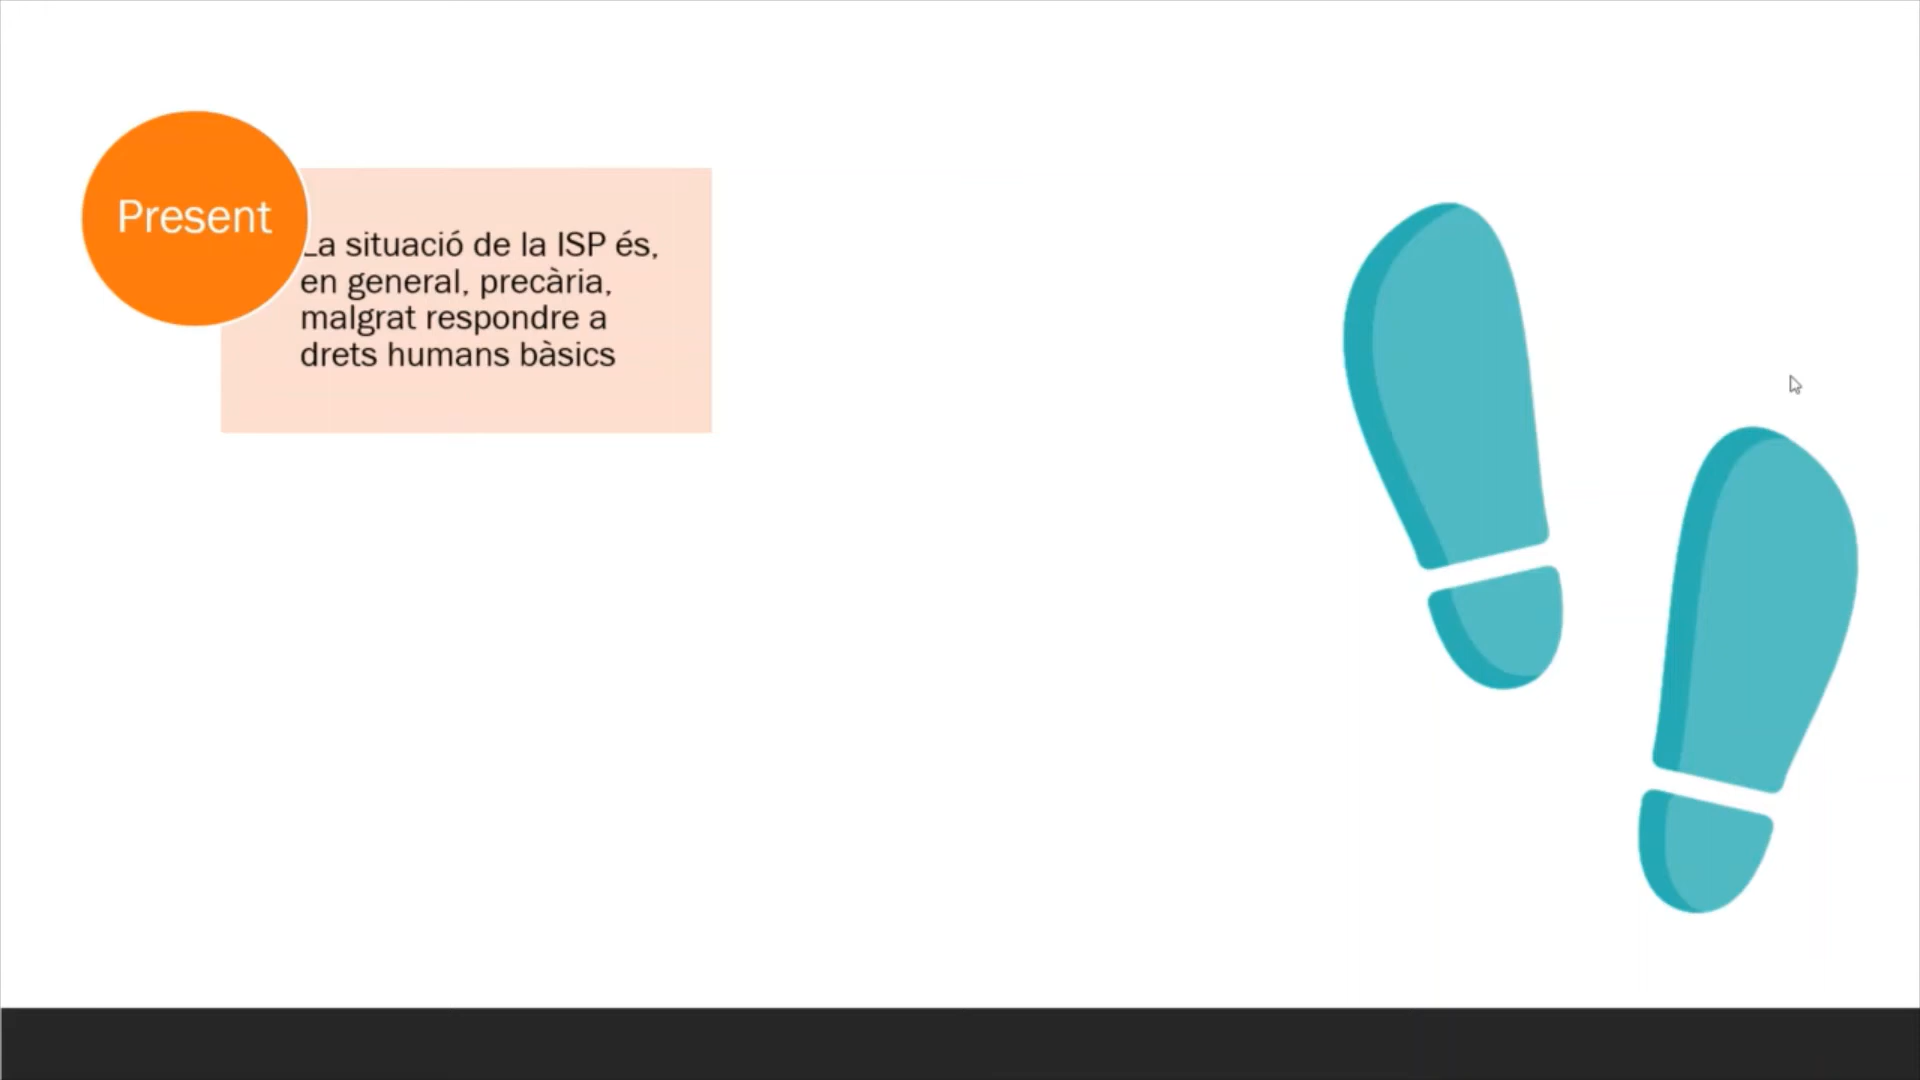 Present
La situació de la ISP és,
en general, precària,
malgrat respondre a
drets humans bàsics